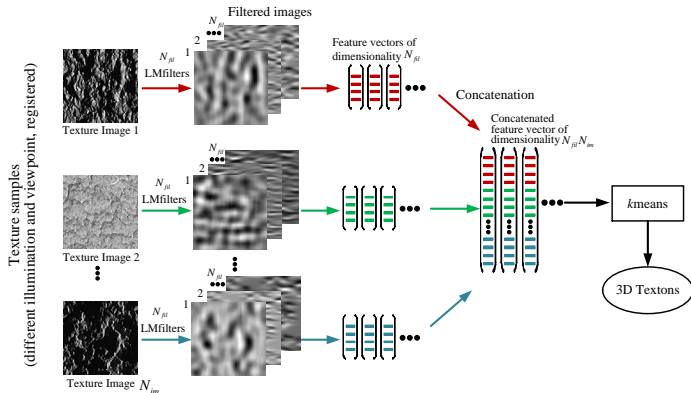 Texture samples
(different illumination and viewpoint, registered)
Filtered images
N_fil
2
1
N_fil
LMfilters
Texture Image 1
Feature vectors of
dimensionality N_fil
Concatenation
N_fil
2
1
N_fil
LMfilters
Texture Image 2
Concatenated
feature vector of
dimensionality N_fil N_im
kmeans
3D Textons
N_fil
2
1
N_fil
LMfilters
Texture Image N_im